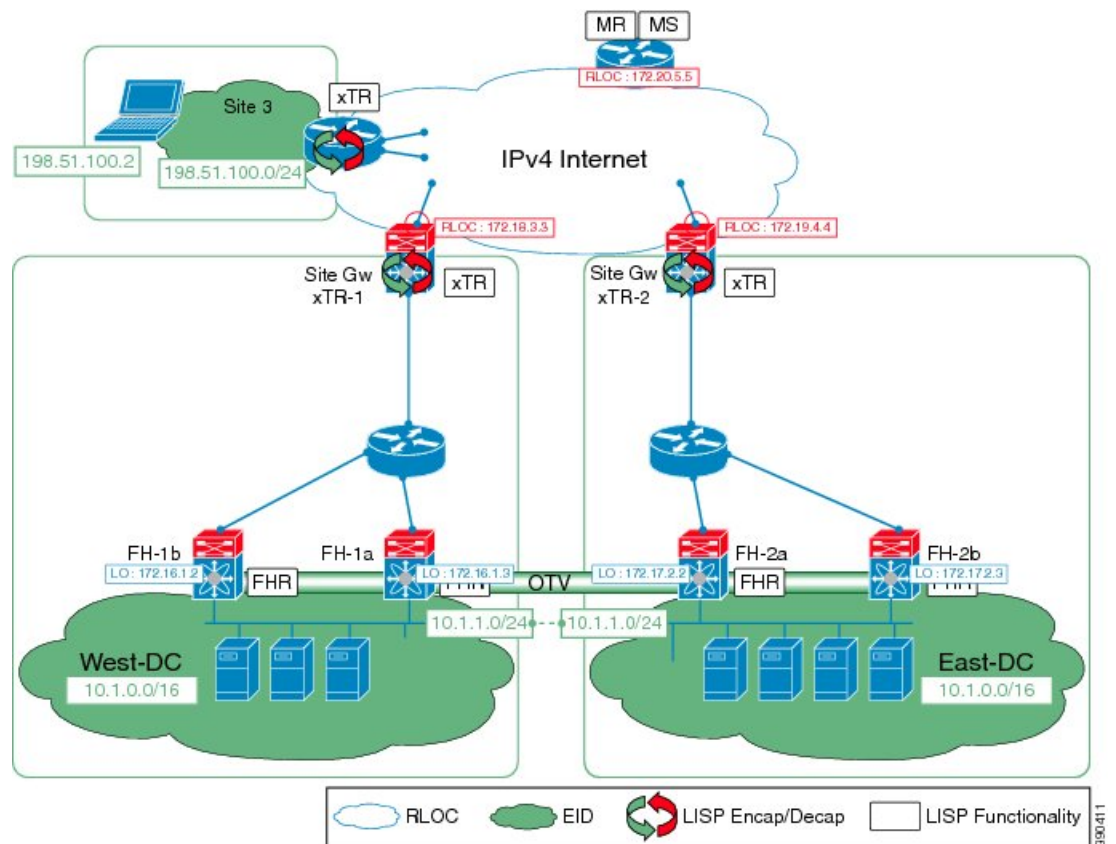 MR MS
RLOC : 172.20.5.5
xTR
Site 3
198.51.100.2
198.51.100.0/24
IPv4 Internet
RLOC : 172.18.3.3
RLOC : 172.19.4.4
Site Gw
xTR-1
xTR
Site Gw
xTR-2
xTR
FH-1b
FH-1a
FH-2a
FH-2b
LO : 172.16.1.2
FHR
LO : 172.16.1.3
OTV
LO : 172.17.2.2
FHR
LO : 172.17.2.3
10.1.1.0/24
10.1.1.0/24
West-DC
10.1.0.0/16
East-DC
10.1.0.0/16
RLOC
EID
LISP Encap/Decap
LISP Functionality